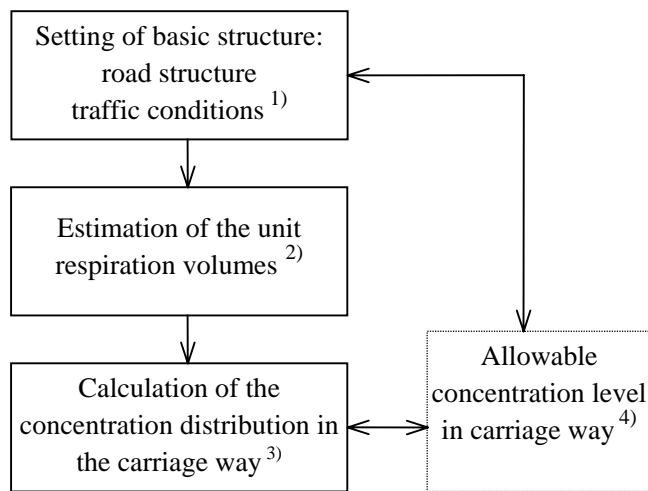 Setting of basic structure:
road structure
traffic conditions 1)
Estimation of the unit
respiration volumes 2)
Calculation of the
concentration distribution in
the carriage way 3)
Allowable
concentration level
in carriage way 4)